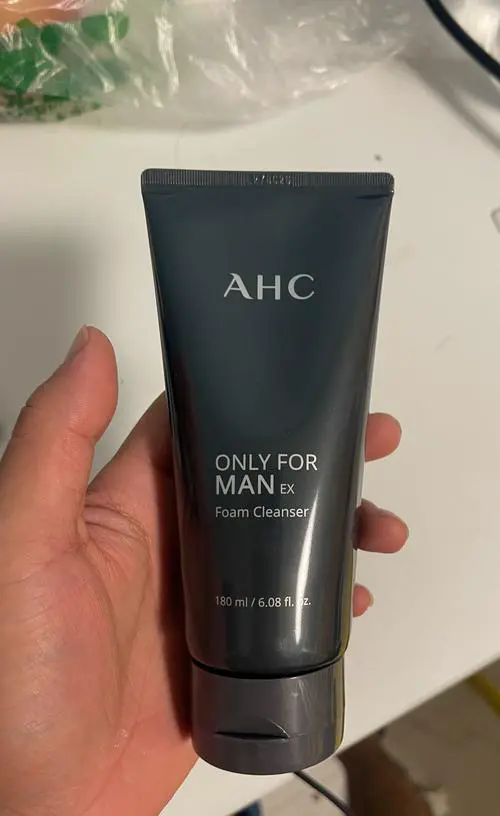 AHC
ONLY FOR
MAN EX
Foam Cleanser
180 ml / 6.08 fl. oz.